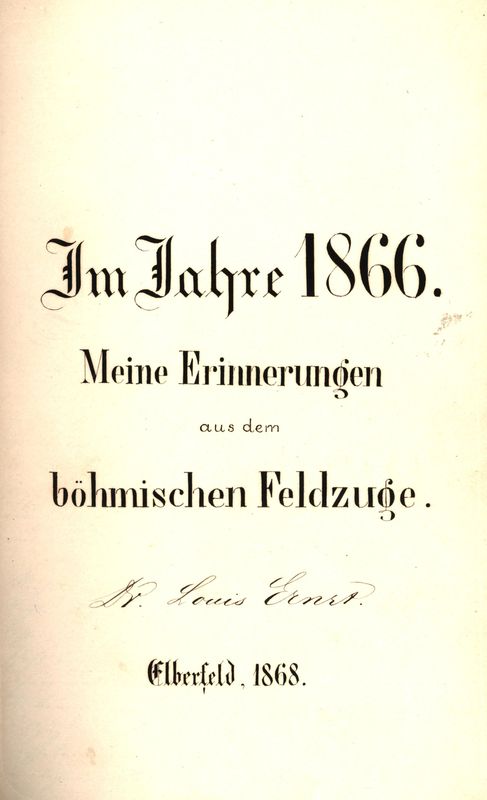 Im Jahre 1866.
Meine Erinnerungen
aus dem
böhmischen Feldzuge.
Dr. Louis Ernst.
Elberfeld, 1868.